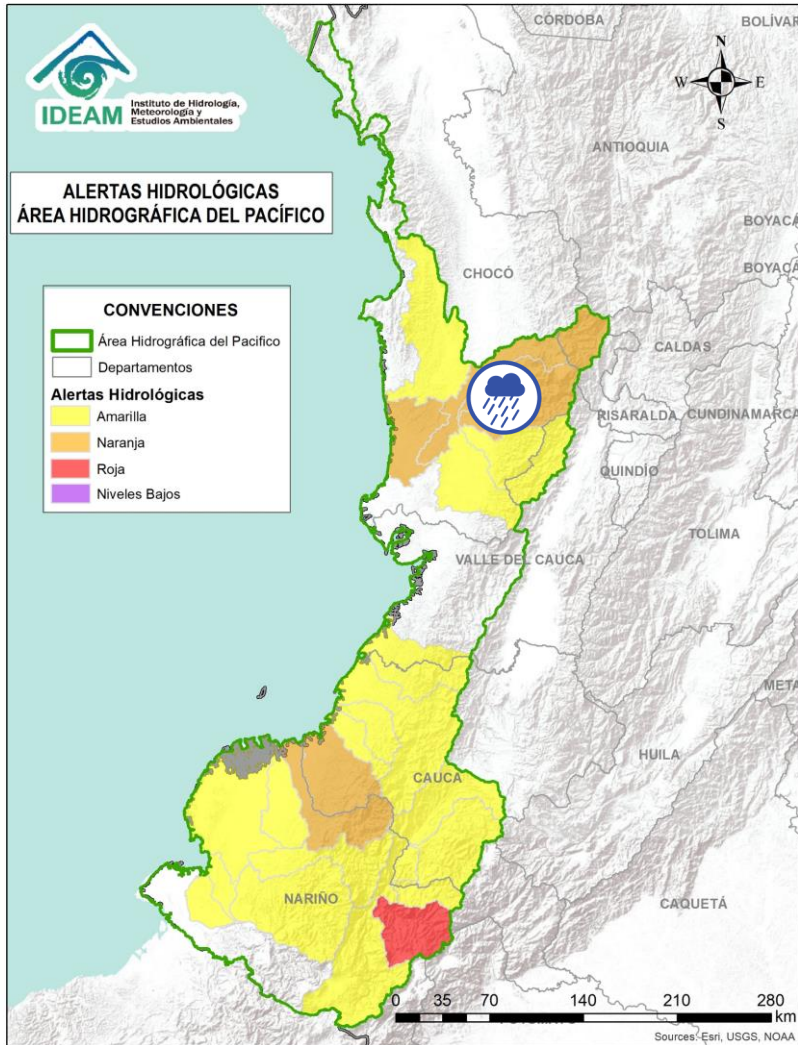 CÓRDOBA
BOLÍVAR
IDEAM
Instituto de Hidrología,
Meteorología y
Estudios Ambientales
N
W
E
S
ANTIOQUIA
ALERTAS HIDROLÓGICAS
ÁREA HIDROGRÁFICA DEL PACÍFICO
BOYACÁ
BOYACÁ
CHOCÓ
CONVENCIONES
Área Hidrográfica del Pacifico
Departamentos
Alertas Hidrológicas
Amarilla
Naranja
Roja
Niveles Bajos
CALDAS
RISARALDA
CUNDINAMARCA
QUINDÍO
TOLIMA
VALLE DEL CAUCA
META
HUILA
CAUCA
NARIÑO
CAQUETÁ
0 35 70 140 210 280
km
Sources: Esri, USGS, NOAA